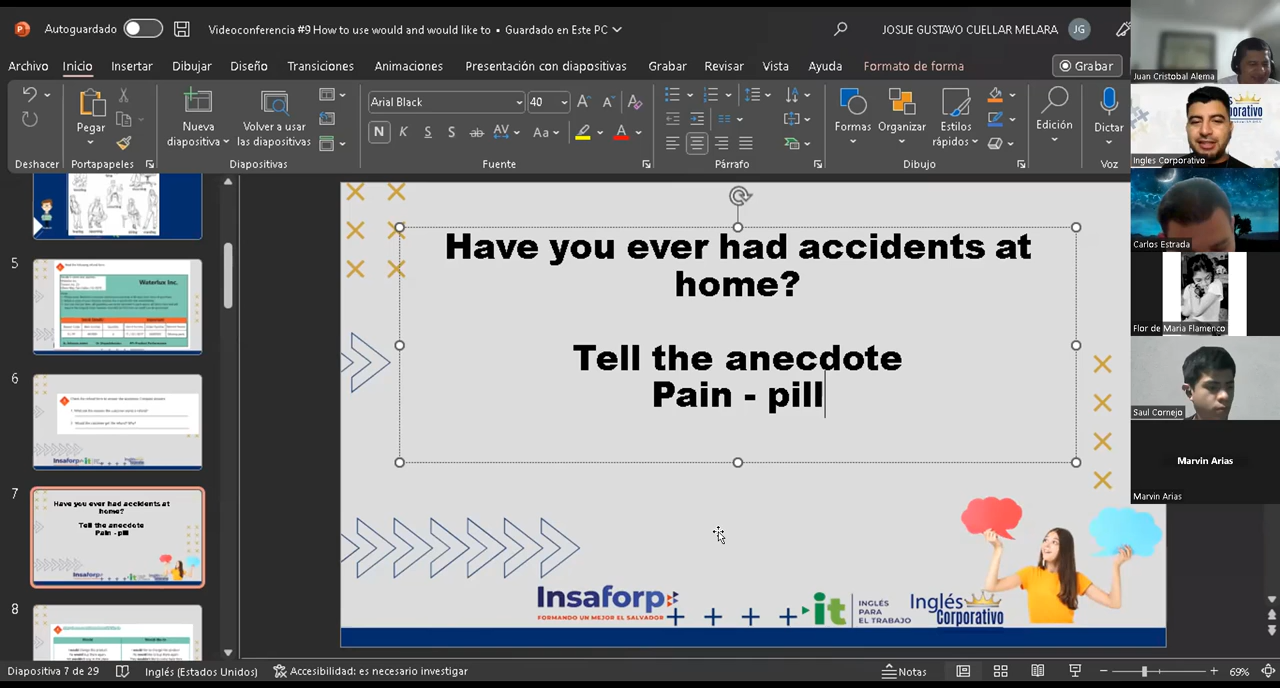 Autoguardado
Videoconferencia #9 How to use would and would like to • Guardado en Este PC
JOSUE GUSTAVO CUELLAR MELARA
JG
Archivo Inicio Insertar Dibujar Diseño Transiciones Animaciones Presentación con diapositivas Grabar Revisar Vista Ayuda Formato de forma
Grabar
Pegar
Nueva diapositiva
Volver a usar las diapositivas
Arial Black 40
N K S S ab AV Aa A
Formas Organizar Estilos rápidos
Edición
Dictar
Deshacer Portapapeles Diapositivas Fuente Párrafo Dibujo Voz
Juan Cristobal Alema
Ingles Corporativo
Carlos Estrada
Flor de Maria Flamenco
Saul Cornejo
Marvin Arias
Marvin Arias
5
Waterlux Inc.
6
7
Have you ever had accidents at
home?
Tell the anecdote
Pain - pill
8
Have you ever had accidents at
home?
Tell the anecdote
Pain - pill
Insaforp
FORMANDO UN MEJOR EL SALVADOR
it
INGLÉS
PARA
EL TRABAJO
Inglés
Corporativo
Diapositiva 7 de 29
Inglés (Estados Unidos)
Accesibilidad: es necesario investigar
Notas
69%